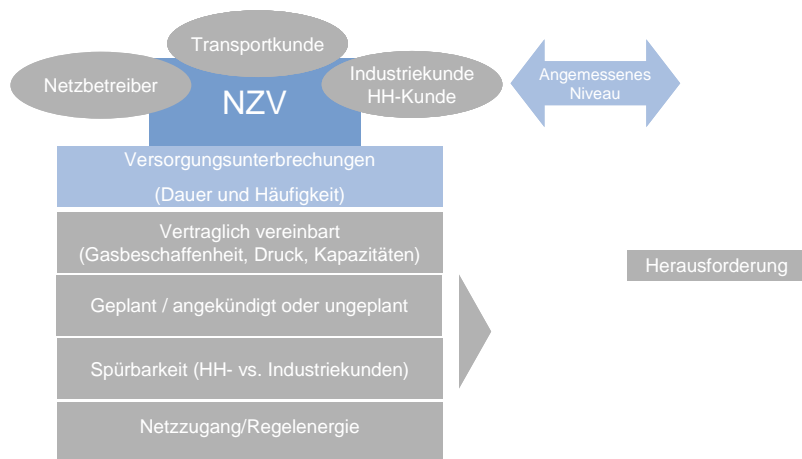 Transportkunde
Netzbetreiber
Industriekunde
HH-Kunde
NZV
Angemessenes
Niveau
Versorgungsunterbrechungen
(Dauer und Häufigkeit)
Vertraglich vereinbart
(Gasbeschaffenheit, Druck, Kapazitäten)
Herausforderung
Geplant / angekündigt oder ungeplant
Spürbarkeit (HH- vs. Industriekunden)
Netzzugang/Regelenergie